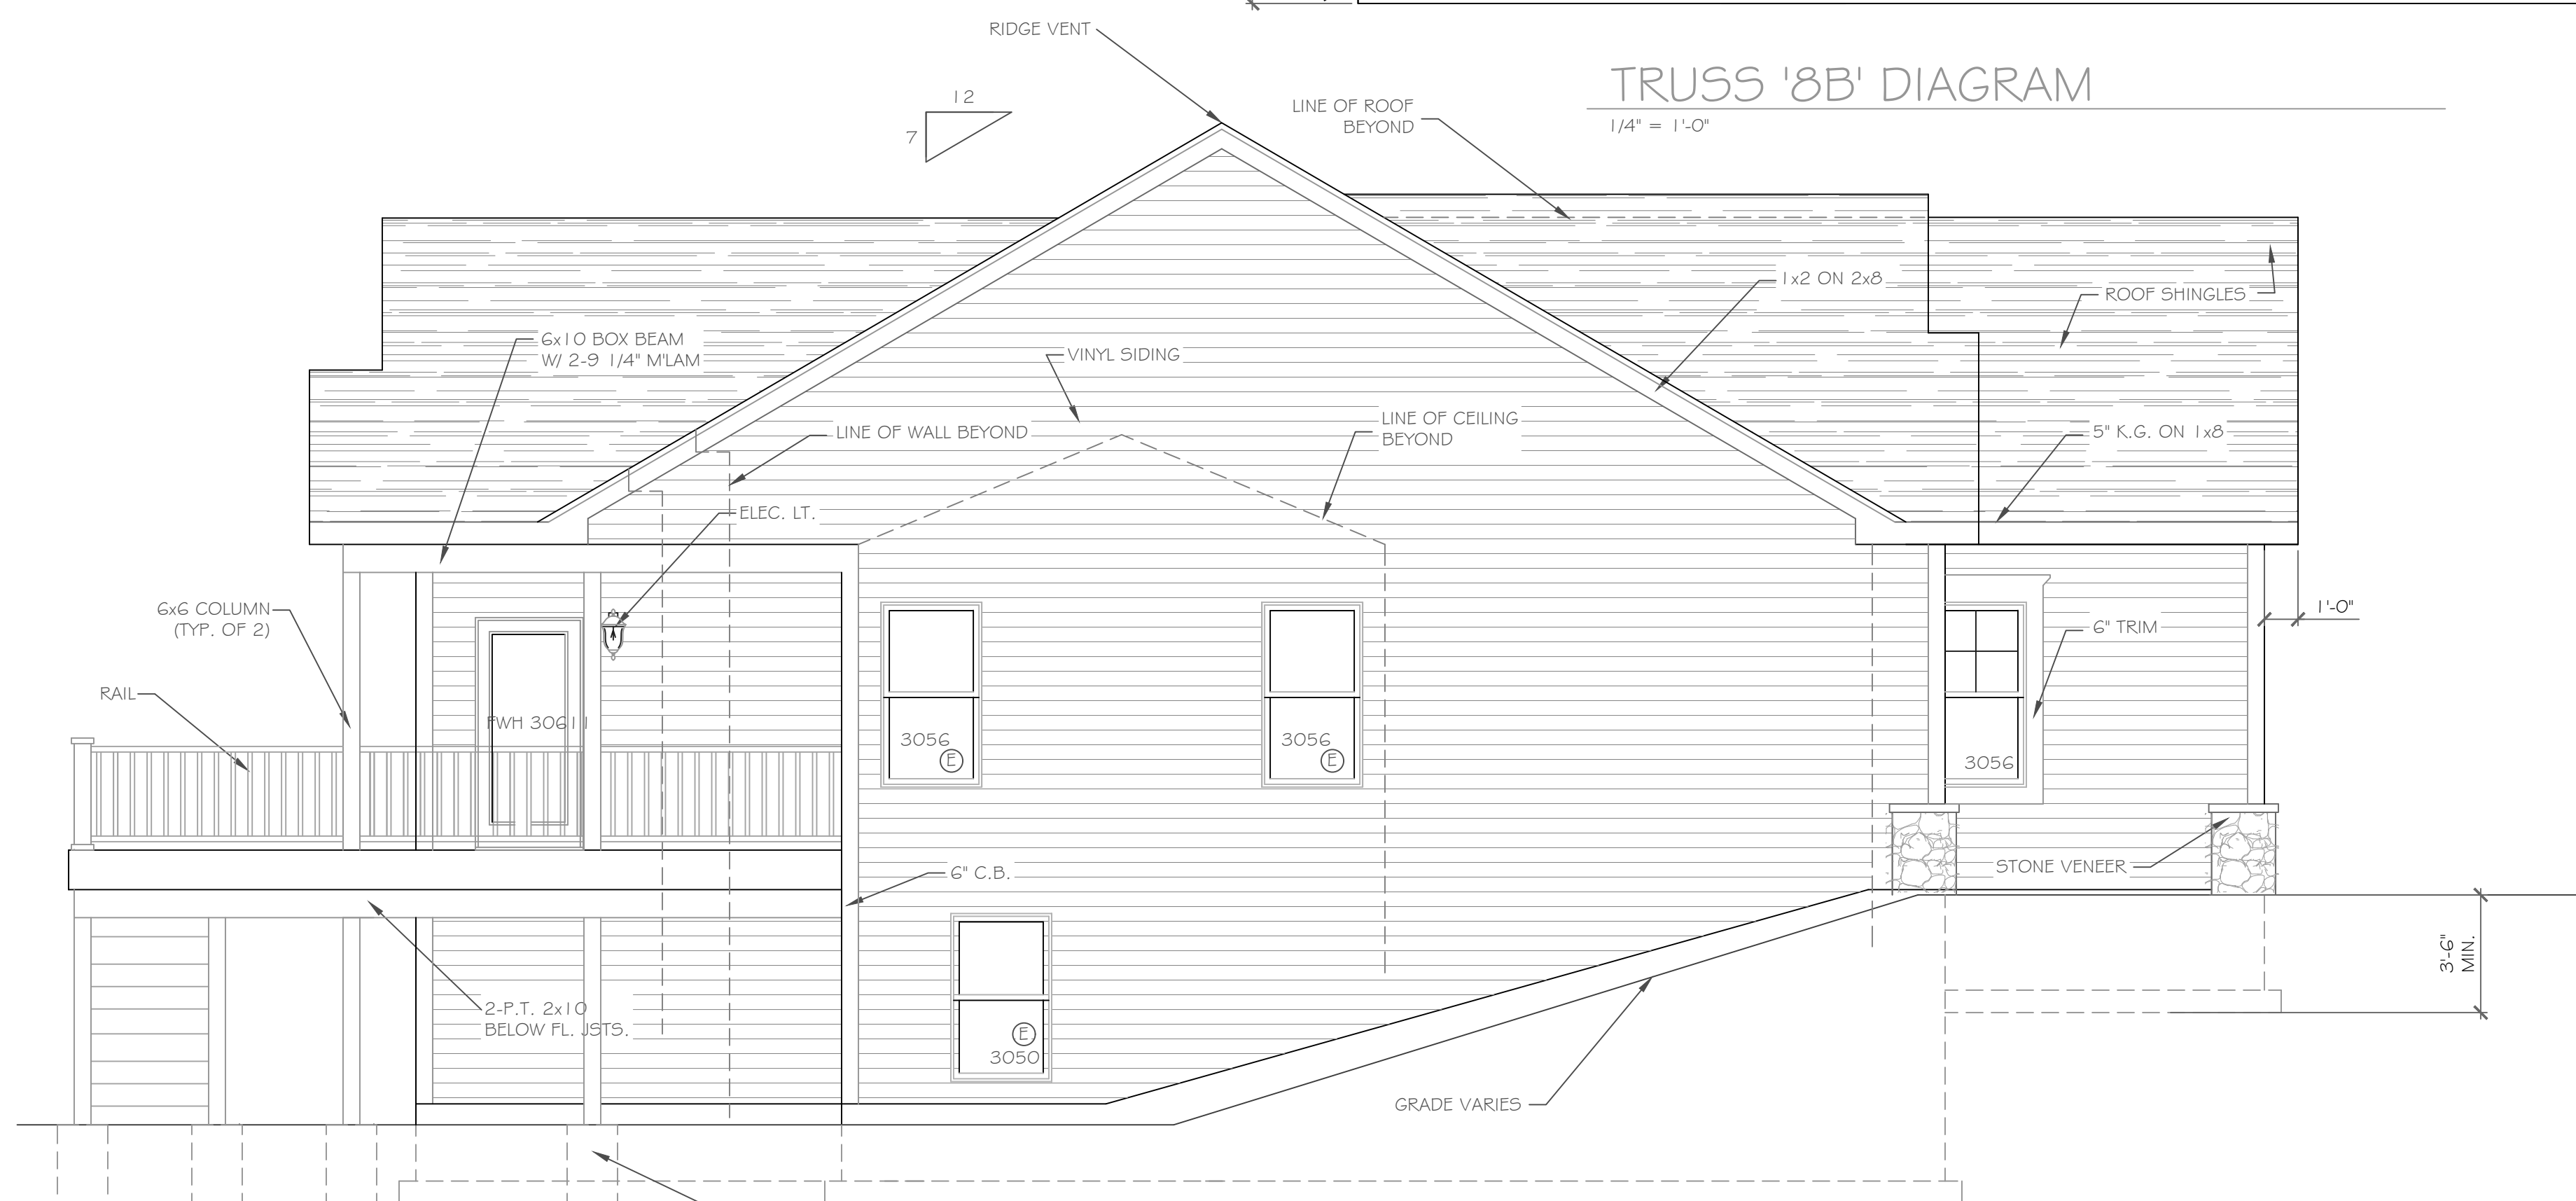 RIDGE VENT
TRUSS '8B' DIAGRAM
1/4" = 1'-0"
12
7
LINE OF ROOF
BEYOND
1x2 ON 2x8
ROOF SHINGLES
6x10 BOX BEAM
W/ 2-9 1/4" M'LAM
VINYL SIDING
LINE OF WALL BEYOND
LINE OF CEILING
BEYOND
5" K.G. ON 1x8
ELEC. LT.
6x6 COLUMN
(TYP. OF 2)
1'-0"
6" TRIM
RAIL
FWH 30611
3056
E
3056
E
3056
6" C.B.
STONE VENEER
3'-6"
MIN.
2-P.T. 2x10
BELOW FL. JSTS.
E
3050
GRADE VARIES